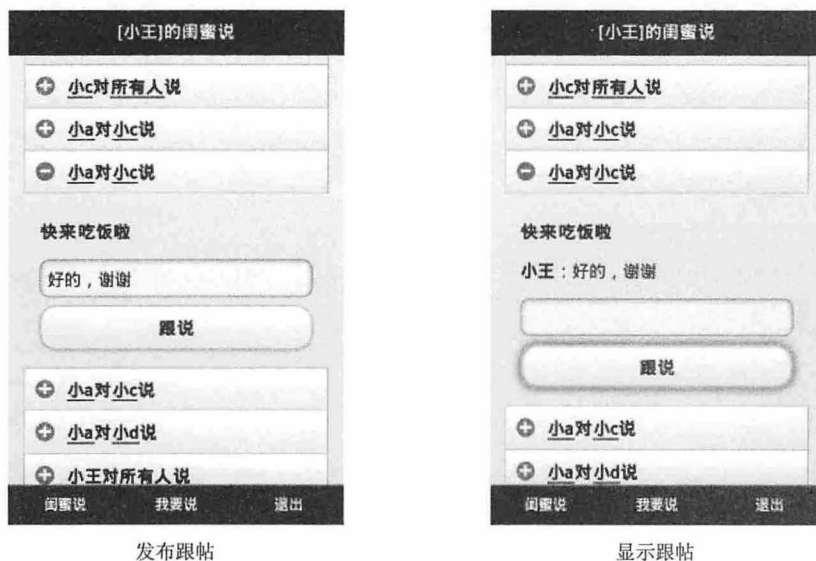 [小王]的闺蜜说
小c对所有人说
小a对小c说
小a对小c说
快来吃饭啦
好的，谢谢
跟说
小a对小c说
小a对小d说
小王对所有人说
闺蜜说 我要说 退出
发布跟帖
[小王]的闺蜜说
小c对所有人说
小a对小c说
小a对小c说
快来吃饭啦
小王：好的，谢谢
跟说
小a对小c说
小a对小d说
闺蜜说 我要说 退出
显示跟帖